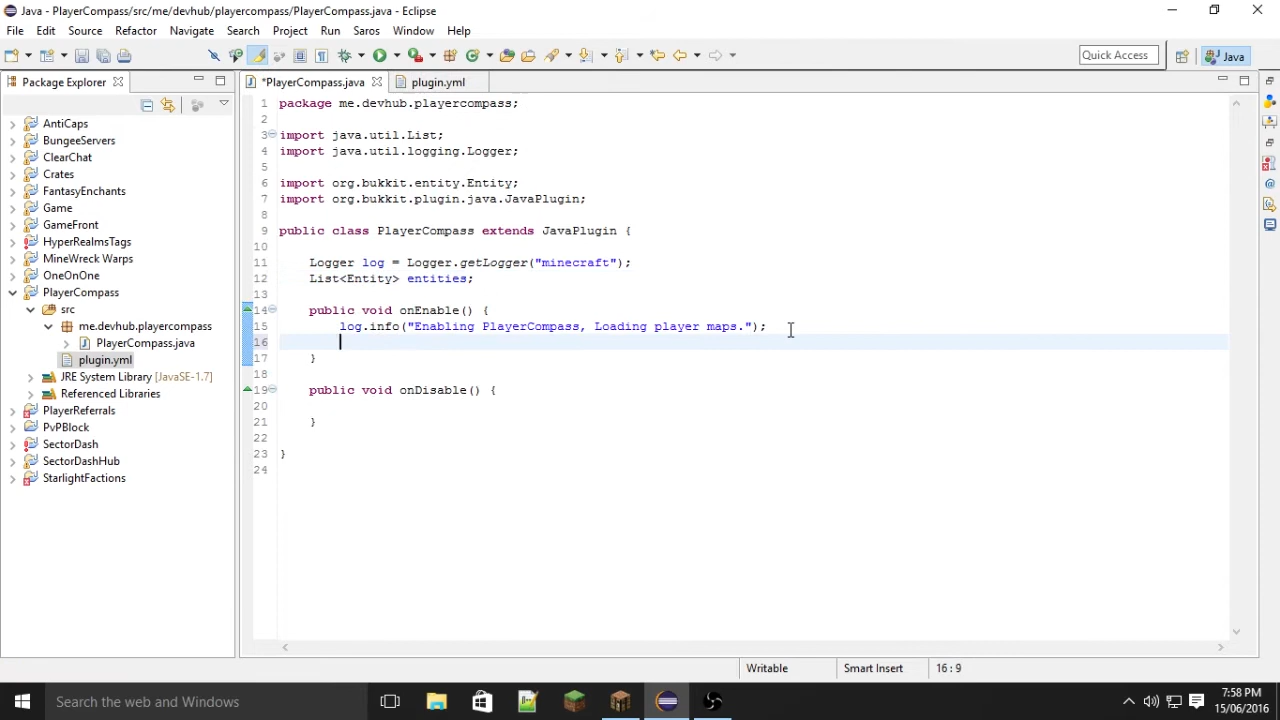 Java - PlayerCompass/src/me/devhub/playercompass/PlayerCompass.java - Eclipse
File Edit Source Refactor Navigate Search Project Run Saros Window Help
Quick Access
Java
Package Explorer
*PlayerCompass.java
plugin.yml
AntiCaps
BungeeServers
ClearChat
Crates
FantasyEnchants
Game
GameFront
HyperRealmsTags
MineWreck Warps
OneOnOne
PlayerCompass
src
me.devhub.playercompass
PlayerCompass.java
plugin.yml
JRE System Library [JavaSE-1.7]
Referenced Libraries
PlayerReferrals
PvPBlock
SectorDash
SectorDashHub
StarlightFactions
1 package me.devhub.playercompass;
2
3 import java.util.List;
4 import java.util.logging.Logger;
5
6 import org.bukkit.entity.Entity;
7 import org.bukkit.plugin.java.JavaPlugin;
8
9 public class PlayerCompass extends JavaPlugin {
10
11 Logger log = Logger.getLogger("minecraft");
12 List<Entity> entities;
13
14 public void onEnable() {
15 log.info("Enabling PlayerCompass, Loading player maps.");
16
17 }
18
19 public void onDisable() {
20
21 }
22
23 }
24
Writable
Smart Insert
16 : 9
Search the web and Windows
7:58 PM
15/06/2016